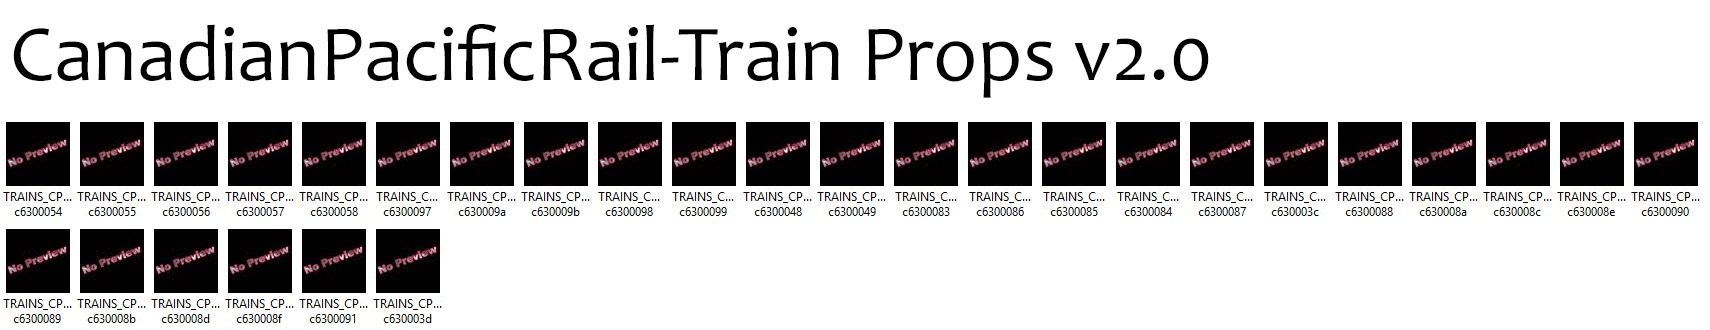 CanadianPacificRail-Train Props v2.0
No Preview No Preview No Preview No Preview No Preview No Preview No Preview No Preview No Preview No Preview No Preview No Preview No Preview No Preview No Preview No Preview No Preview No Preview No Preview No Preview No Preview No Preview No Preview
TRAINS_CP... TRAINS_CP... TRAINS_CP... TRAINS_CP... TRAINS_CP... TRAINS_C... TRAINS_CP... TRAINS_CP... TRAINS_C... TRAINS_C... TRAINS_CP... TRAINS_CP... TRAINS_C... TRAINS_C... TRAINS_C... TRAINS_C... TRAINS_C... TRAINS_C... TRAINS_CP... TRAINS_CP... TRAINS_CP... TRAINS_CP... TRAINS_CP...
c6300054 c6300055 c6300056 c6300057 c6300058 c6300097 c630009a c630009b c6300098 c6300099 c6300048 c6300049 c6300083 c6300086 c6300085 c6300084 c6300087 c630003c c6300088 c630008a c630008c c630008e c6300090
No Preview No Preview No Preview No Preview No Preview No Preview
TRAINS_CP... TRAINS_CP... TRAINS_CP... TRAINS_CP... TRAINS_CP... TRAINS_CP...
c6300089 c630008b c630008d c630008f c6300091 c630003d